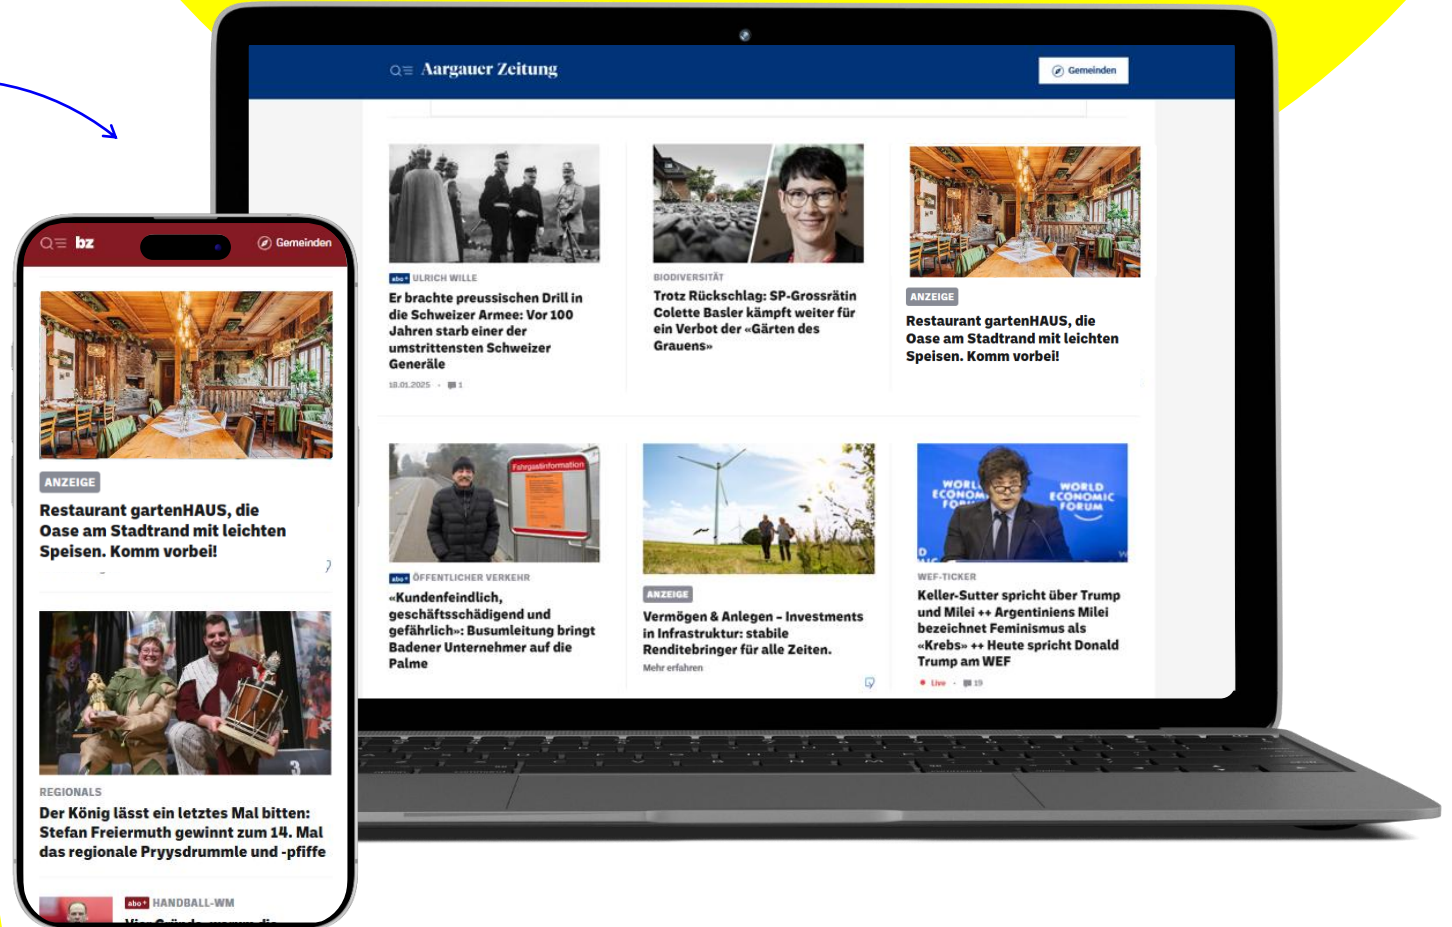 Aargauer Zeitung
Gemeinden
abo+ ULRICH WILLE
Er brachte preussischen Drill in
die Schweizer Armee: Vor 100
Jahren starb einer der
umstrittensten Schweizer
Generäle
18.01.2025 · 1
BIODIVERSITÄT
Trotz Rückschlag: SP-Grossrätin
Colette Basler kämpft weiter für
ein Verbot der «Gärten des
Grauens»
ANZEIGE
Restaurant gartenHAUS, die
Oase am Stadtrand mit leichten
Speisen. Komm vorbei!
Fahrgastinformation
abo+ ÖFFENTLICHER VERKEHR
«Kundenfeindlich,
geschäftsschädigend und
gefährlich»: Busumleitung bringt
Badener Unternehmer auf die
Palme
ANZEIGE
Vermögen & Anlegen – Investments
in Infrastruktur: stabile
Renditebringer für alle Zeiten.
Mehr erfahren
WORLD
ECONOMIC
FORUM
WEF-TICKER
Keller-Sutter spricht über Trump
und Milei ++ Argentiniens Milei
bezeichnet Feminismus als
«Krebs» ++ Heute spricht Donald
Trump am WEF
Live · 19
bz
Gemeinden
ANZEIGE
Restaurant gartenHAUS, die
Oase am Stadtrand mit leichten
Speisen. Komm vorbei!
3
REGIONALS
Der König lässt ein letztes Mal bitten:
Stefan Freiermuth gewinnt zum 14. Mal
das regionale Pryysdrummle und -pfiffe
abo+ HANDBALL-WM